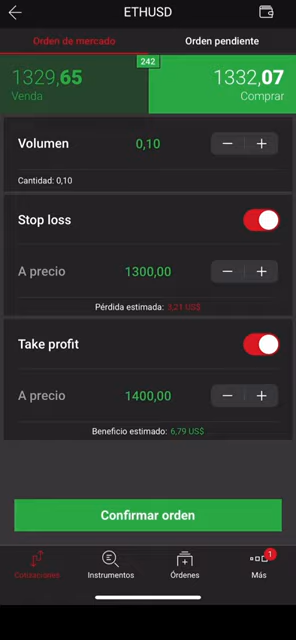 ETHUSD
Orden de mercado
Orden pendiente
242
1329,65
1332,07
Venda
Comprar
Volumen
0,10
Cantidad: 0,10
Stop loss
A precio
1300,00
Pérdida estimada: 3,21 US$
Take profit
A precio
1400,00
Beneficio estimado: 6,79 US$
Confirmar orden
1
Cotizaciones
Instrumentos
Órdenes
Más